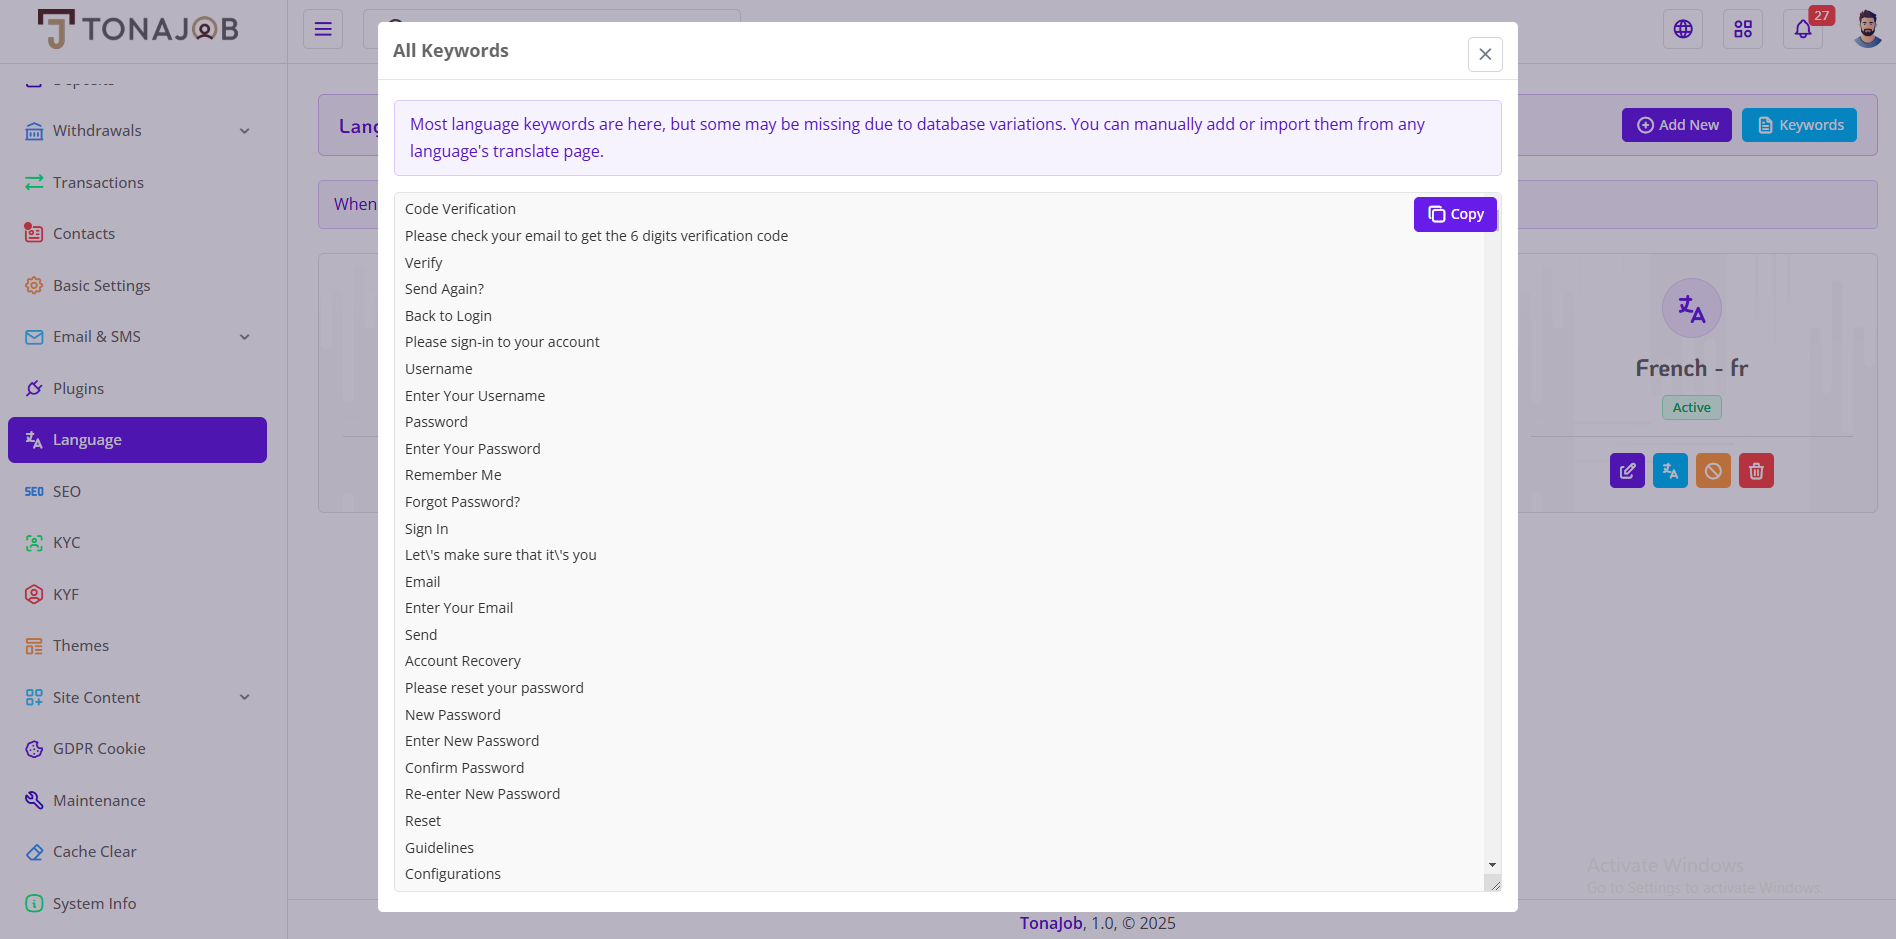 TONAJOB
27
Deposits
Withdrawals
Transactions
Contacts
Basic Settings
Email & SMS
Plugins
Language
SEO SEO
KYC
KYF
Themes
Site Content
GDPR Cookie
Maintenance
Cache Clear
System Info
Lang
Add New
Keywords
When
All Keywords
Most language keywords are here, but some may be missing due to database variations. You can manually add or import them from any
language's translate page.
Copy
Code Verification
Please check your email to get the 6 digits verification code
Verify
Send Again?
Back to Login
Please sign-in to your account
Username
Enter Your Username
Password
Enter Your Password
Remember Me
Forgot Password?
Sign In
Let\'s make sure that it\'s you
Email
Enter Your Email
Send
Account Recovery
Please reset your password
New Password
Enter New Password
Confirm Password
Re-enter New Password
Reset
Guidelines
Configurations
French - fr
Active
Activate Windows
Go to Settings to activate Windows.
TonaJob, 1.0, © 2025